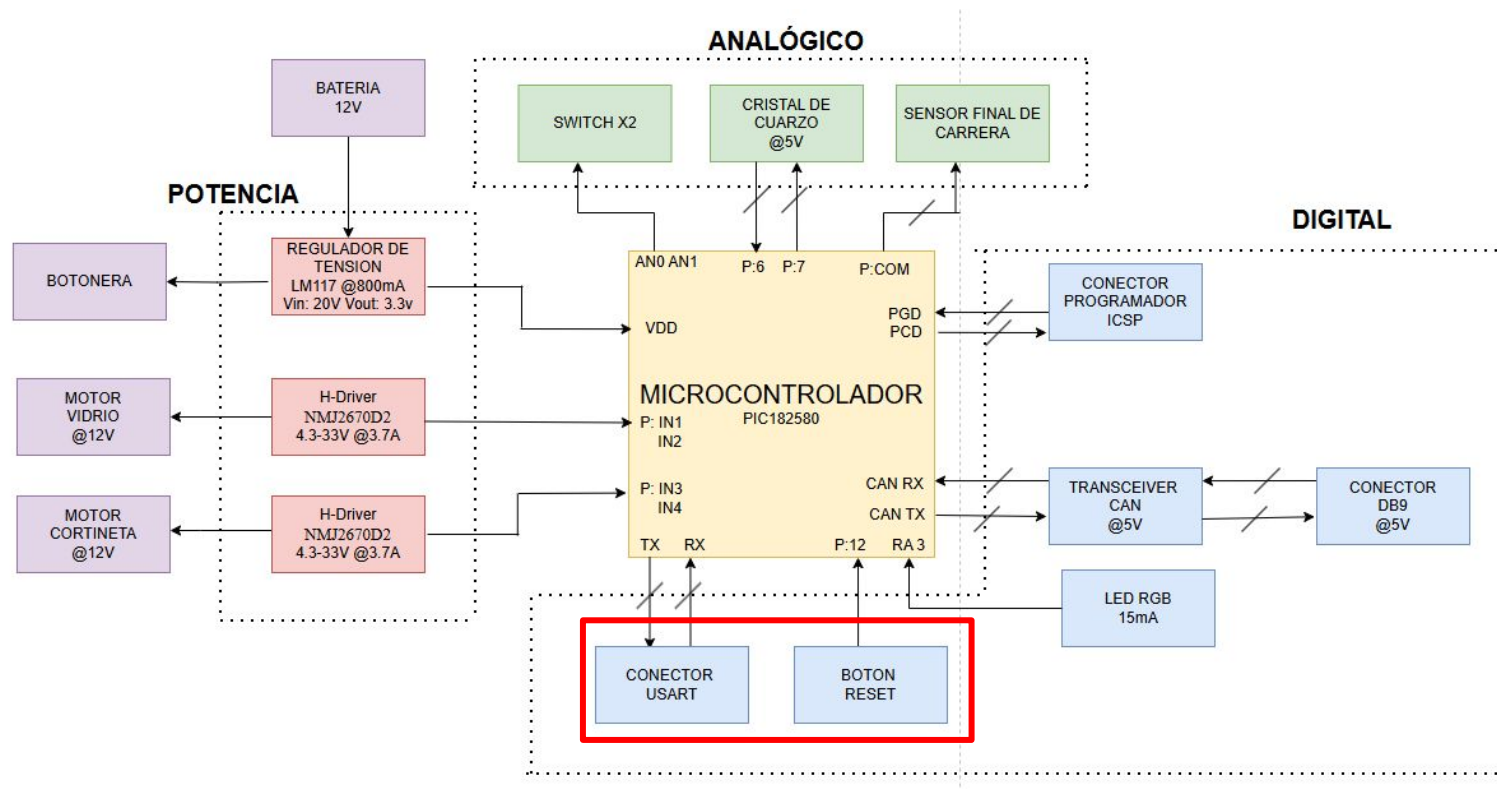 ANALÓGICO
BATERIA
12V
SWITCH X2
CRISTAL DE
CUARZO
@5V
SENSOR FINAL DE
CARRERA
POTENCIA
DIGITAL
BOTONERA
REGULADOR DE
TENSION
LM117 @800mA
Vin: 20V Vout: 3.3v
AN0 AN1
P:6
P:7
P:COM
VDD
PGD
PCD
CONECTOR
PROGRAMADOR
ICSP
MICROCONTROLADOR
PIC182580
MOTOR
VIDRIO
@12V
H-Driver
NMJ2670D2
4.3-33V @3.7A
P: IN1
IN2
MOTOR
CORTINETA
@12V
H-Driver
NMJ2670D2
4.3-33V @3.7A
P: IN3
IN4
CAN RX
CAN TX
TRANSCEIVER
CAN
@5V
CONECTOR
DB9
@5V
TX
RX
P:12
RA 3
LED RGB
15mA
CONECTOR
USART
BOTON
RESET